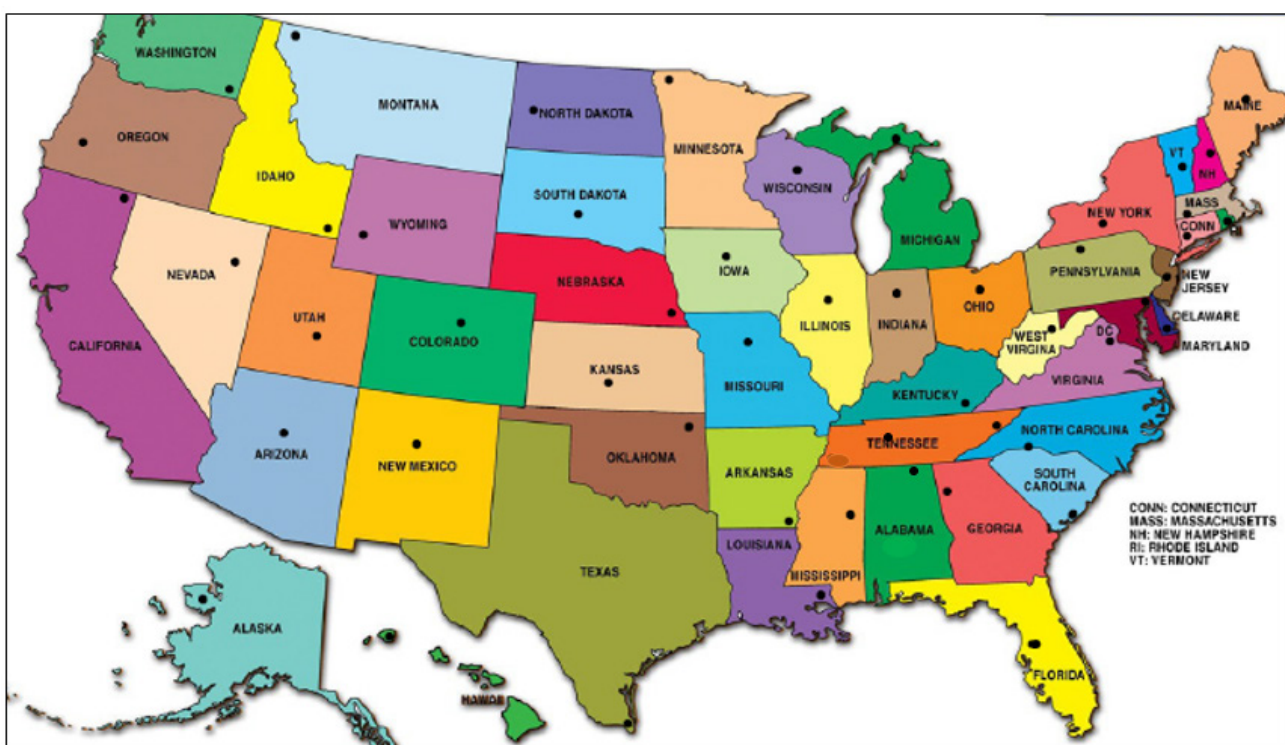 WASHINGTON
MONTANA
NORTH DAKOTA
MINNESOTA
MAINE
OREGON
IDAHO
SOUTH DAKOTA
WISCONSIN
VT
NH
WYOMING
MICHIGAN
NEW YORK
MASS
CONN
NEVADA
IOWA
PENNSYLVANIA
NEW
JERSEY
NEBRASKA
UTAH
COLORADO
ILLINOIS
INDIANA
OHIO
DELAWARE
MARYLAND
WEST
VIRGINIA
DC
CALIFORNIA
KANSAS
MISSOURI
KENTUCKY
VIRGINIA
ARIZONA
NEW MEXICO
OKLAHOMA
ARKANSAS
TENNESSEE
NORTH CAROLINA
SOUTH
CAROLINA
TEXAS
LOUISIANA
MISSISSIPPI
ALABAMA
GEORGIA
CONN: CONNECTICUT
MASS: MASSACHUSETTS
NH: NEW HAMPSHIRE
RI: RHODE ISLAND
VT: VERMONT
ALASKA
HAWAII
FLORIDA